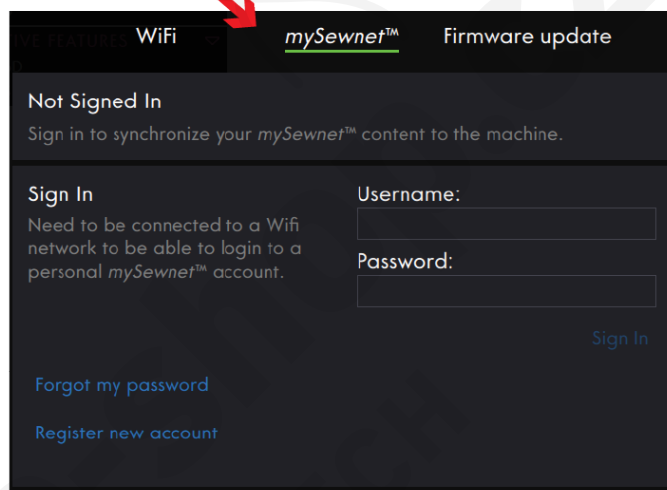 WiFi mySewnet™ Firmware update
Not Signed In
Sign in to synchronize your mySewnet™ content to the machine.
Sign In
Need to be connected to a Wifi
network to be able to login to a
personal mySewnet™ account.
Username:
Password:
Sign In
Forgot my password
Register new account